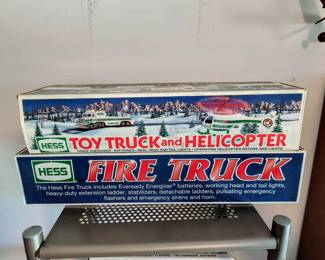 HESS TOY TRUCK and HELICOPTER
THREE ENERGIZER® BATTERIES • REAL HEAD AND TAIL LIGHTS • OPERATING HELICOPTER ROTORS AND LIGHTS
HESS FIRE TRUCK
The Hess Fire Truck includes Eveready Energizer® batteries, working head and tail lights,
heavy-duty extension ladder, stabilizers, detachable ladders, pulsating emergency
flashers and emergency sirens and horn.